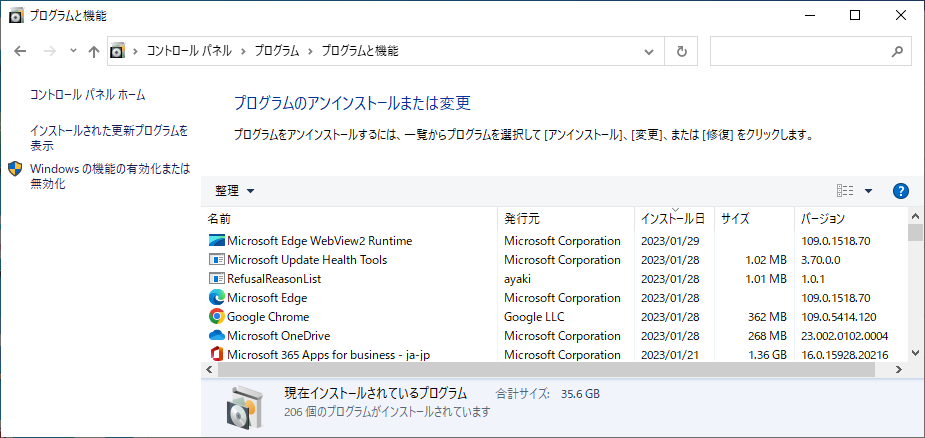 プログラムと機能
コントロール パネル › プログラム › プログラムと機能
コントロール パネル ホーム
インストールされた更新プログラムを
表示
Windows の機能の有効化または
無効化
プログラムのアンインストールまたは変更
プログラムをアンインストールするには、一覧からプログラムを選択して [アンインストール]、[変更]、または [修復] をクリックします。
整理
名前 発行元 インストール日 サイズ バージョン
Microsoft Edge WebView2 Runtime Microsoft Corporation 2023/01/29 109.0.1518.70
Microsoft Update Health Tools Microsoft Corporation 2023/01/28 1.02 MB 3.70.0.0
RefusalReasonList ayaki 2023/01/28 1.01 MB 1.0.1
Microsoft Edge Microsoft Corporation 2023/01/28 109.0.1518.70
Google Chrome Google LLC 2023/01/28 362 MB 109.0.5414.120
Microsoft OneDrive Microsoft Corporation 2023/01/28 268 MB 23.002.0102.0004
Microsoft 365 Apps for business - ja-jp Microsoft Corporation 2023/01/21 1.36 GB 16.0.15928.20216
現在インストールされているプログラム 合計サイズ: 35.6 GB
206 個のプログラムがインストールされています